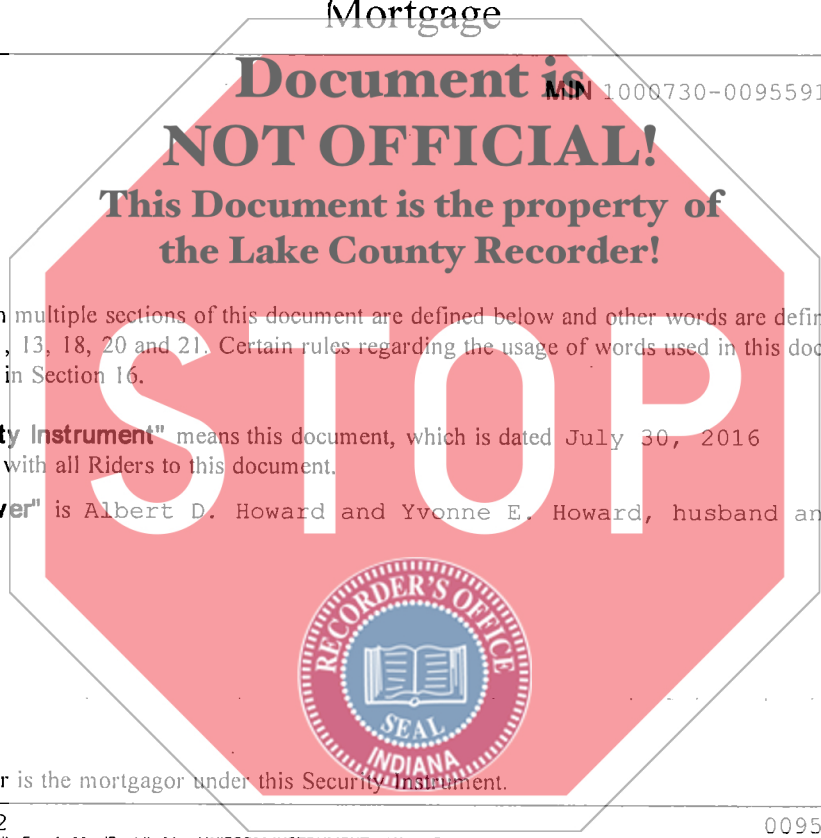 Mortgage
Document is
MIN 1000730-0095591
NOT OFFICIAL!
This Document is the property of
the Lake County Recorder!
multiple sections of this document are defined below and other words are defin
, 13, 18, 20 and 21. Certain rules regarding the usage of words used in this doc
in Section 16.
STOP
ty Instrument" means this document, which is dated July 30, 2016
with all Riders to this document.
ver" is Albert D. Howard and Yvonne E. Howard, husband an
RECORDER'S OFFICE
SEAL
INDIANA
r is the mortgagor under this Security Instrument.
2
0095